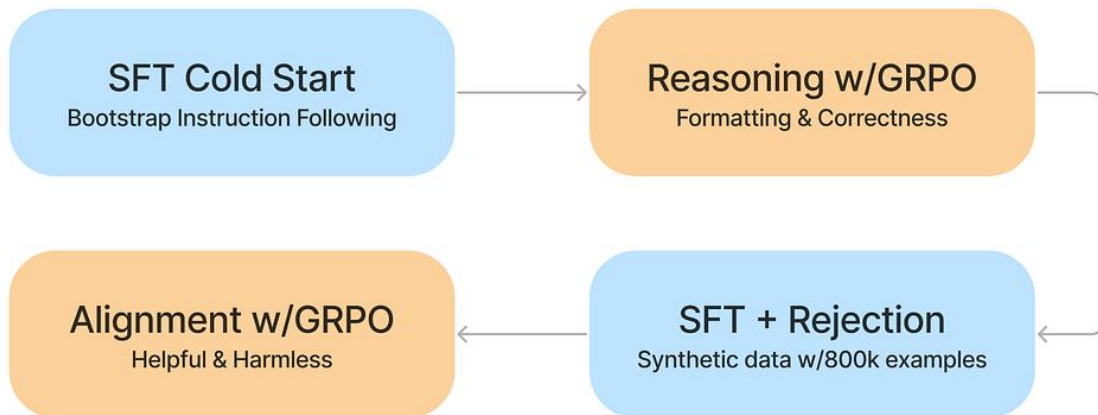 SFT Cold Start
Bootstrap Instruction Following
Reasoning w/GRPO
Formatting & Correctness
Alignment w/GRPO
Helpful & Harmless
SFT + Rejection
Synthetic data w/800k examples